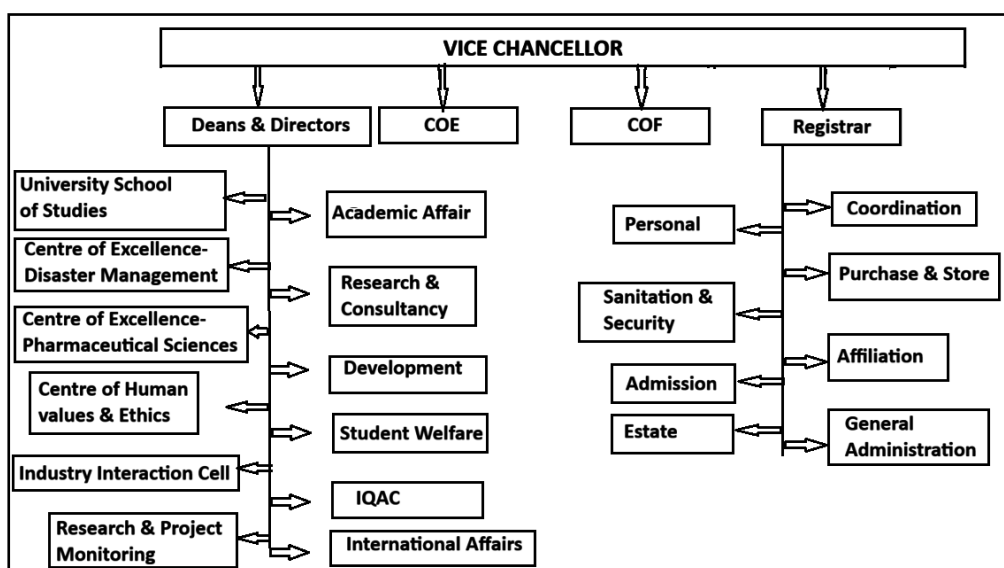 VICE CHANCELLOR
Deans & Directors
COE
COF
Registrar
University School
of Studies
Academic Affair
Centre of Excellence-
Disaster Management
Research &
Consultancy
Centre of Excellence-
Pharmaceutical Sciences
Development
Centre of Human
values & Ethics
Student Welfare
Industry Interaction Cell
IQAC
Research & Project
Monitoring
International Affairs
Personal
Coordination
Sanitation &
Security
Purchase & Store
Admission
Affiliation
Estate
General
Administration